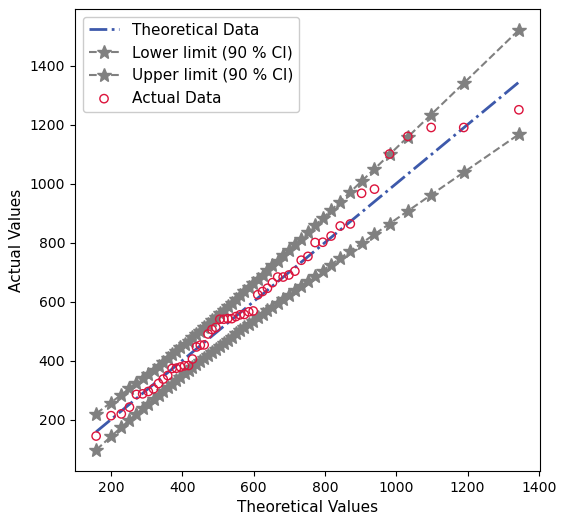 Theoretical Data
Lower limit (90 % CI)
Upper limit (90 % CI)
Actual Data
1400
1200
1000
800
600
400
200
Actual Values
200 400 600 800 1000 1200 1400
Theoretical Values